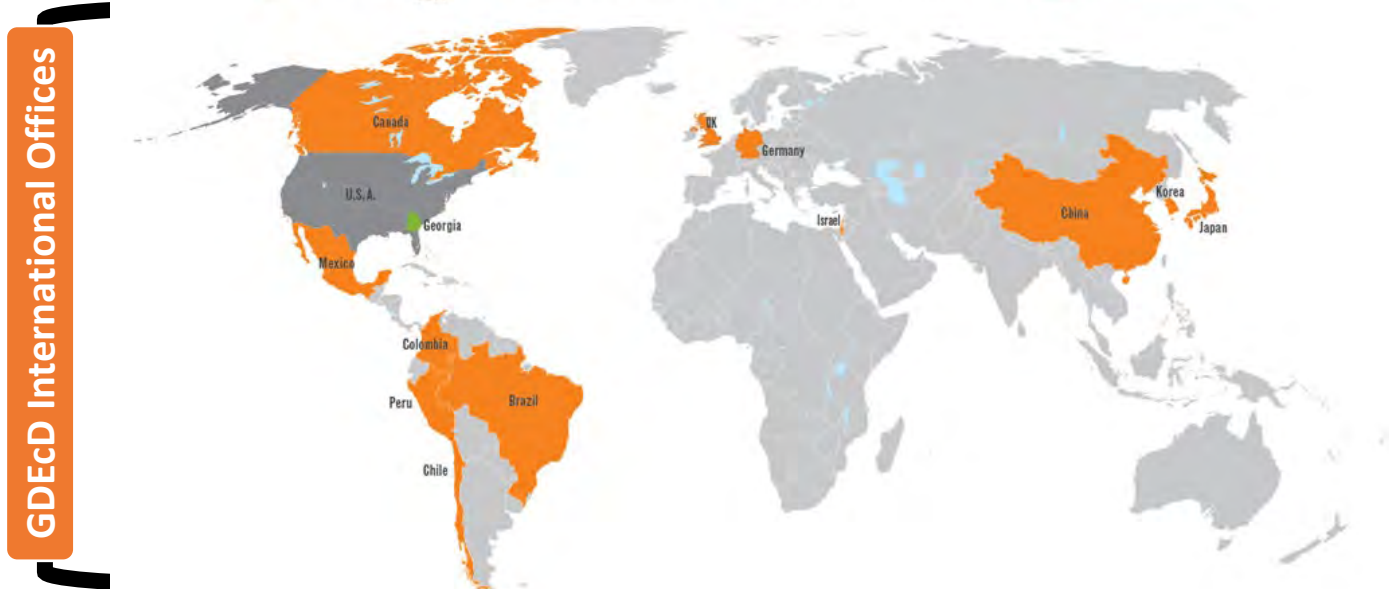 GDEcD International Offices
Canada
UK
Germany
U.S.A.
Georgia
Mexico
Israel
China
Korea
Japan
Colombia
Peru
Brazil
Chile